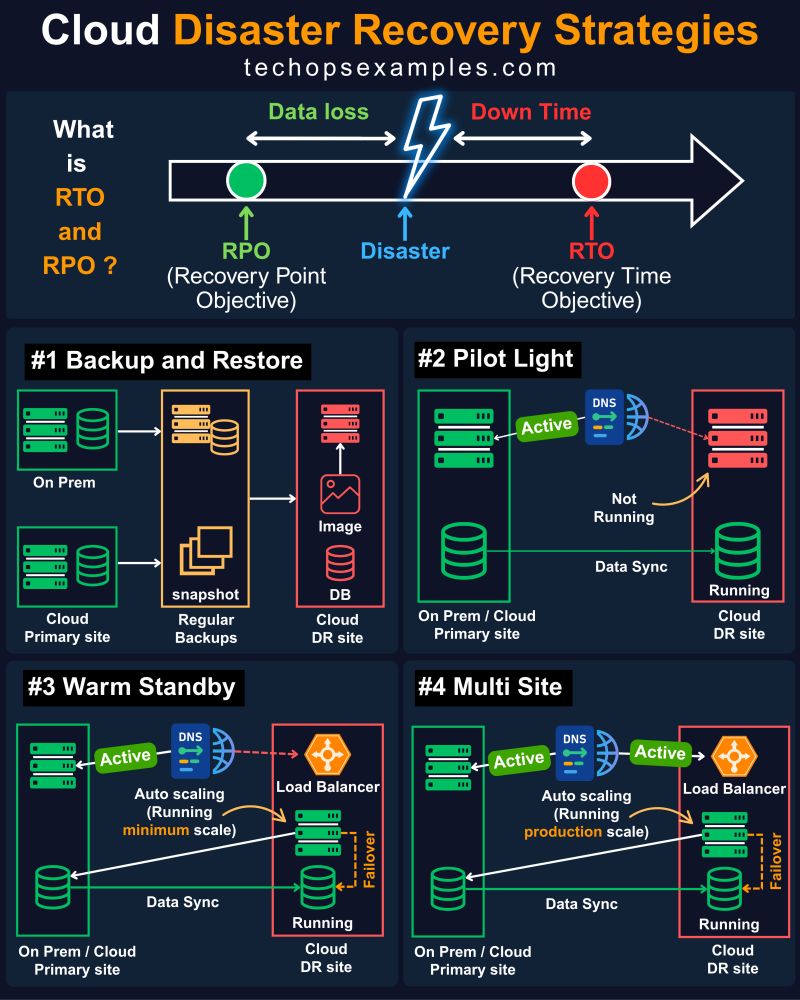 Cloud Disaster Recovery Strategies
techopsexamples.com
What
is
RTO
and
RPO ?
Data loss
Down Time
RPO
(Recovery Point
Objective)
Disaster
RTO
(Recovery Time
Objective)
#1 Backup and Restore
On Prem
Cloud
Primary site
snapshot
Regular
Backups
Image
DB
Cloud
DR site
#2 Pilot Light
Active
DNS
Not
Running
Data Sync
Running
On Prem / Cloud
Primary site
Cloud
DR site
#3 Warm Standby
Active
DNS
Load Balancer
Auto scaling
(Running
minimum scale)
Failover
Data Sync
Running
On Prem / Cloud
Primary site
Cloud
DR site
#4 Multi Site
Active
DNS
Active
Load Balancer
Auto scaling
(Running
production scale)
Failover
Data Sync
Running
On Prem / Cloud
Primary site
Cloud
DR site